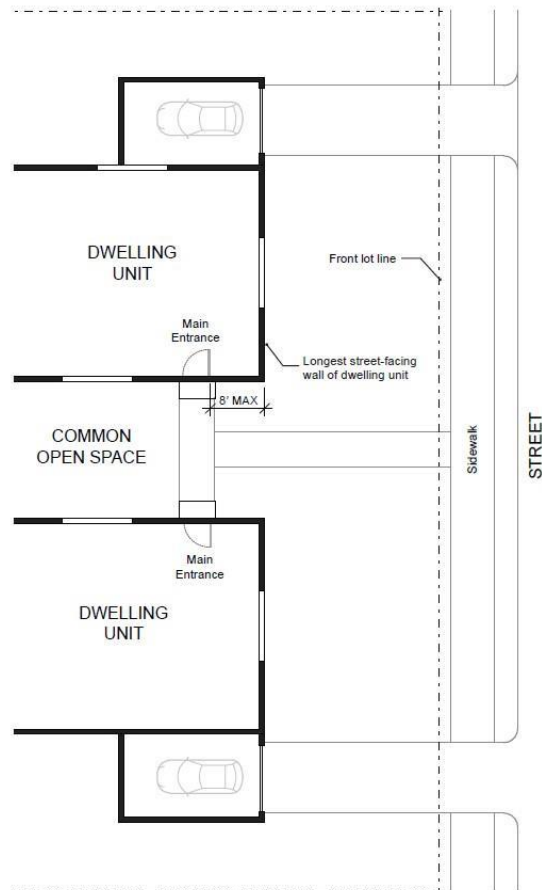 DWELLING
UNIT
Front lot line
Main
Entrance
Longest street-facing
wall of dwelling unit
8' MAX
COMMON
OPEN SPACE
Sidewalk
STREET
Main
Entrance
DWELLING
UNIT